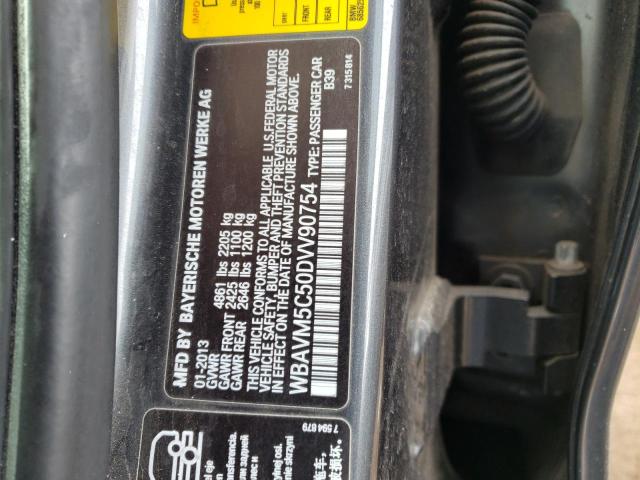 MFD BY BAYERISCHE MOTOREN WERKE AG
01-2013
GVWR 4861 lbs 2205 kg
GAWR FRONT 2425 lbs 1100 kg
GAWR REAR 2646 lbs 1200 kg
THIS VEHICLE CONFORMS TO ALL APPLICABLE U.S. FEDERAL MOTOR
VEHICLE SAFETY, BUMPER AND THEFT PREVENTION STANDARDS
IN EFFECT ON THE DATE OF MANUFACTURE SHOWN ABOVE.
WBAVM5C50DVV90754 TYPE: PASSENGER CAR
B39
7 315 814
FRONT
REAR
BMW
7 594 879